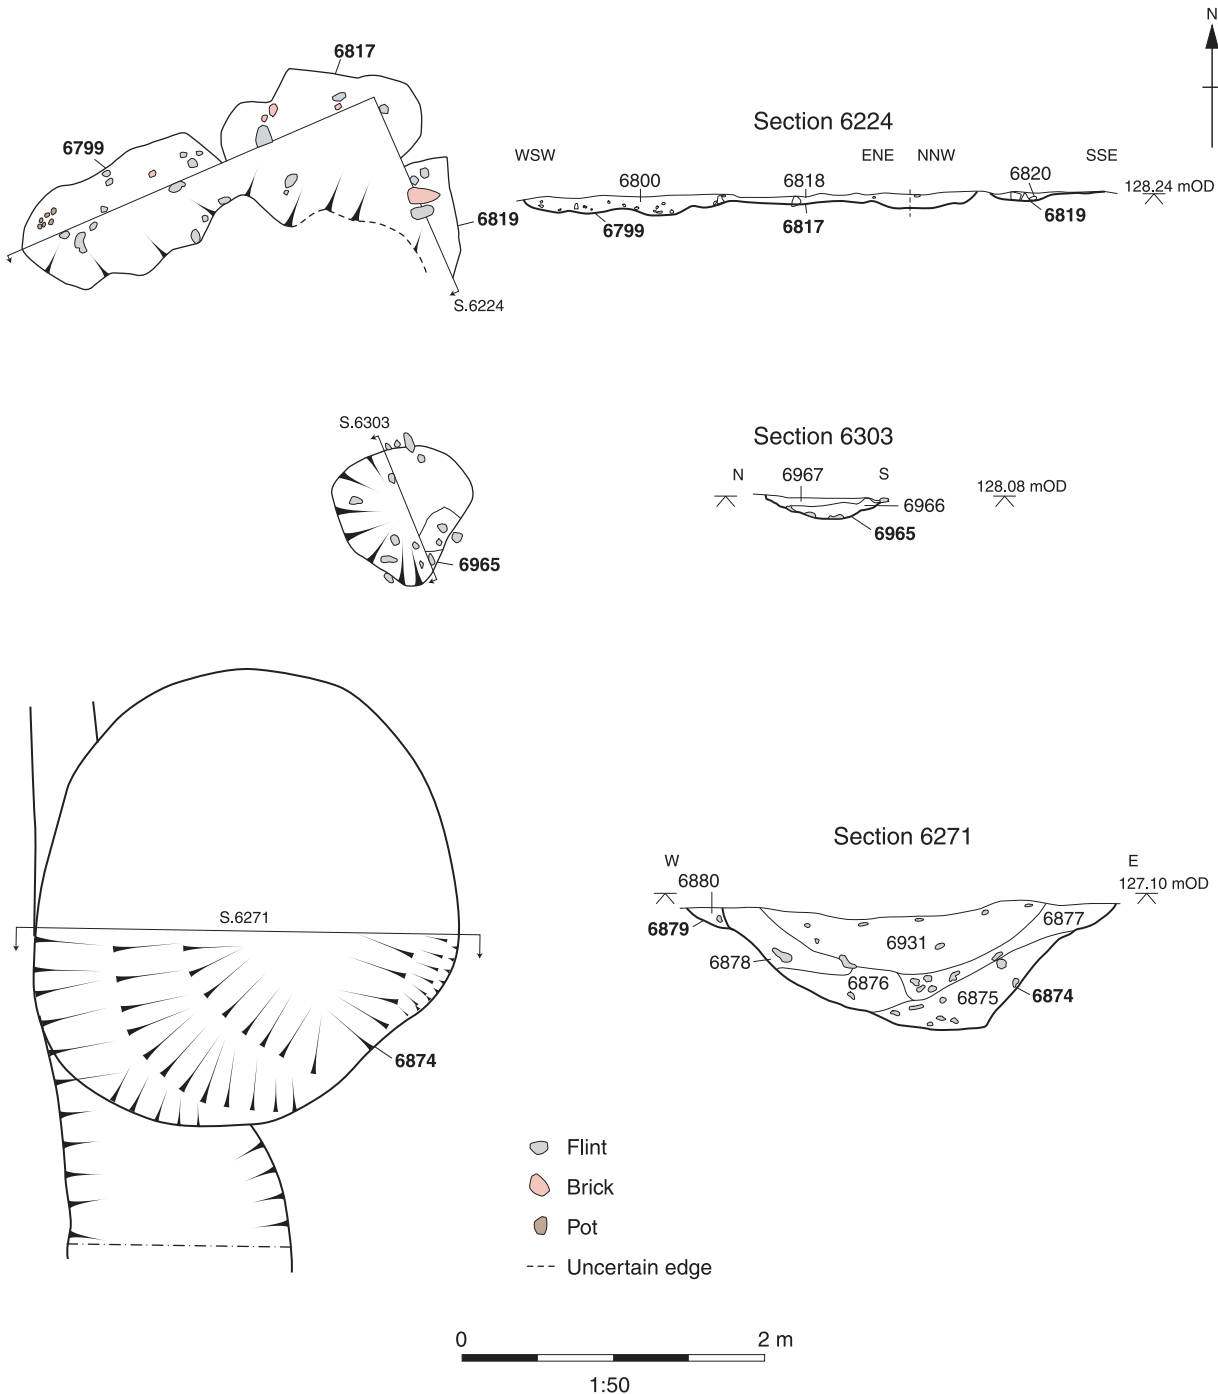 N
6817
6799
6819
S.6224
Section 6224
WSW
ENE
NNW
SSE
6800
6818
6820
128.24 mOD
6799
6817
6819
S.6303
6965
Section 6303
N
6967
S
128.08 mOD
6966
6965
S.6271
6874
Section 6271
W
E
6880
127.10 mOD
6879
6877
6931
6878
6876
6875
6874
Flint
Brick
Pot
Uncertain edge
0
2 m
1:50